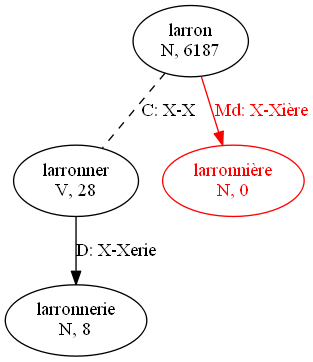 larron
N, 6187
C: X-X
Md: X-Xière
larronner
V, 28
larronnière
N, 0
D: X-Xerie
larronnerie
N, 8